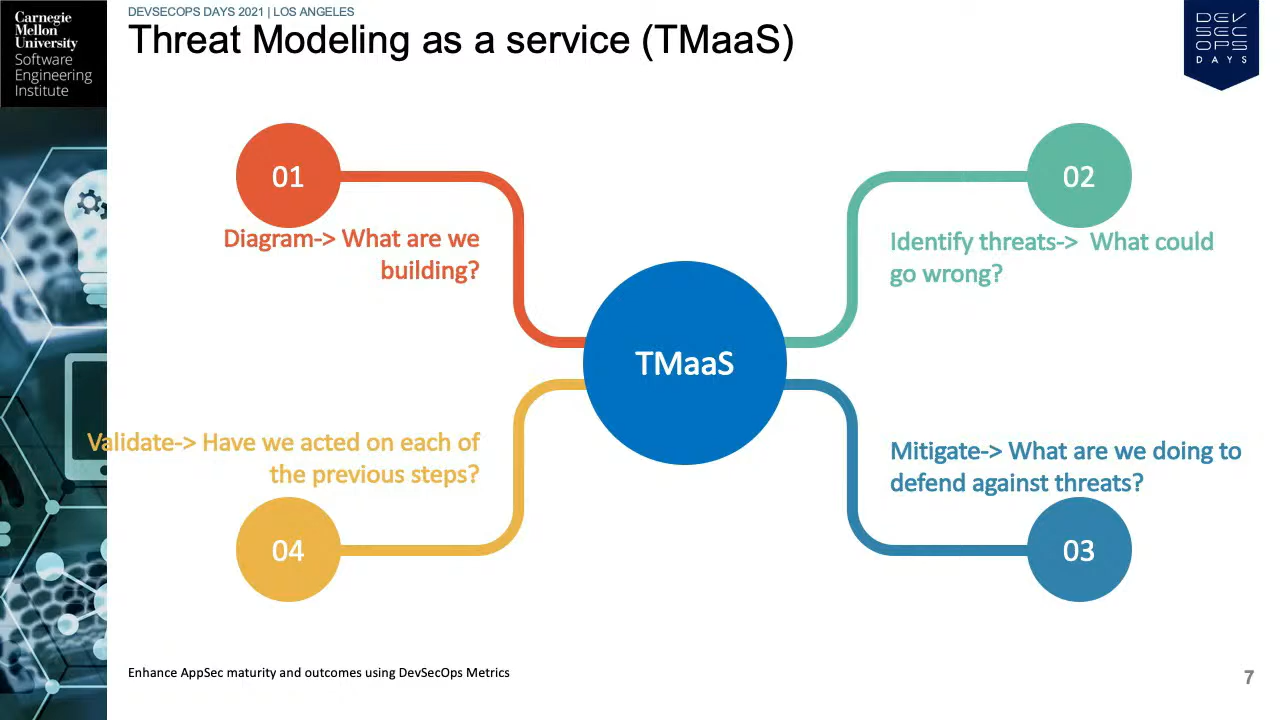 Carnegie
Mellon
University
Software
Engineering
Institute
DEVSECOPS DAYS 2021 | LOS ANGELES
Threat Modeling as a service (TMaaS)
DEV
SEC
OPS
DAYS
01
Diagram-> What are we
building?
02
Identify threats-> What could
go wrong?
TMaaS
Validate-> Have we acted on each of
the previous steps?
04
Mitigate-> What are we doing to
defend against threats?
03
Enhance AppSec maturity and outcomes using DevSecOps Metrics
7